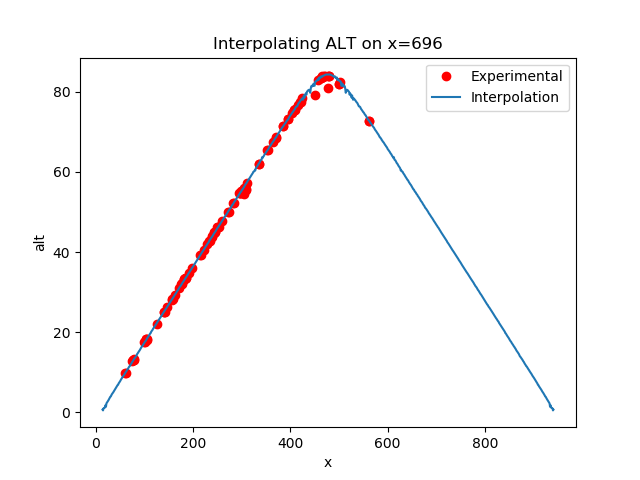 Interpolating ALT on x=696
Experimental
Interpolation
80
60
40
20
0
alt
0 200 400 600 800
x